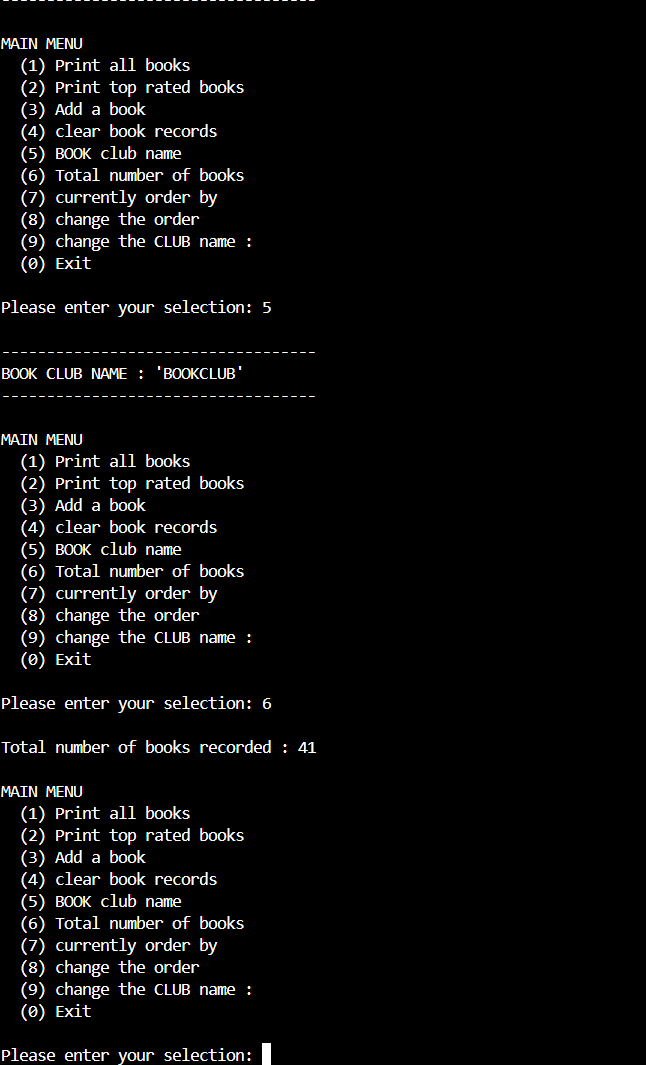 -----------------------------------
MAIN MENU
  (1) Print all books
  (2) Print top rated books
  (3) Add a book
  (4) clear book records
  (5) BOOK club name
  (6) Total number of books
  (7) currently order by
  (8) change the order
  (9) change the CLUB name :
  (0) Exit
Please enter your selection: 5
-----------------------------------
BOOK CLUB NAME : 'BOOKCLUB'
-----------------------------------
MAIN MENU
  (1) Print all books
  (2) Print top rated books
  (3) Add a book
  (4) clear book records
  (5) BOOK club name
  (6) Total number of books
  (7) currently order by
  (8) change the order
  (9) change the CLUB name :
  (0) Exit
Please enter your selection: 6
Total number of books recorded : 41
MAIN MENU
  (1) Print all books
  (2) Print top rated books
  (3) Add a book
  (4) clear book records
  (5) BOOK club name
  (6) Total number of books
  (7) currently order by
  (8) change the order
  (9) change the CLUB name :
  (0) Exit
Please enter your selection: